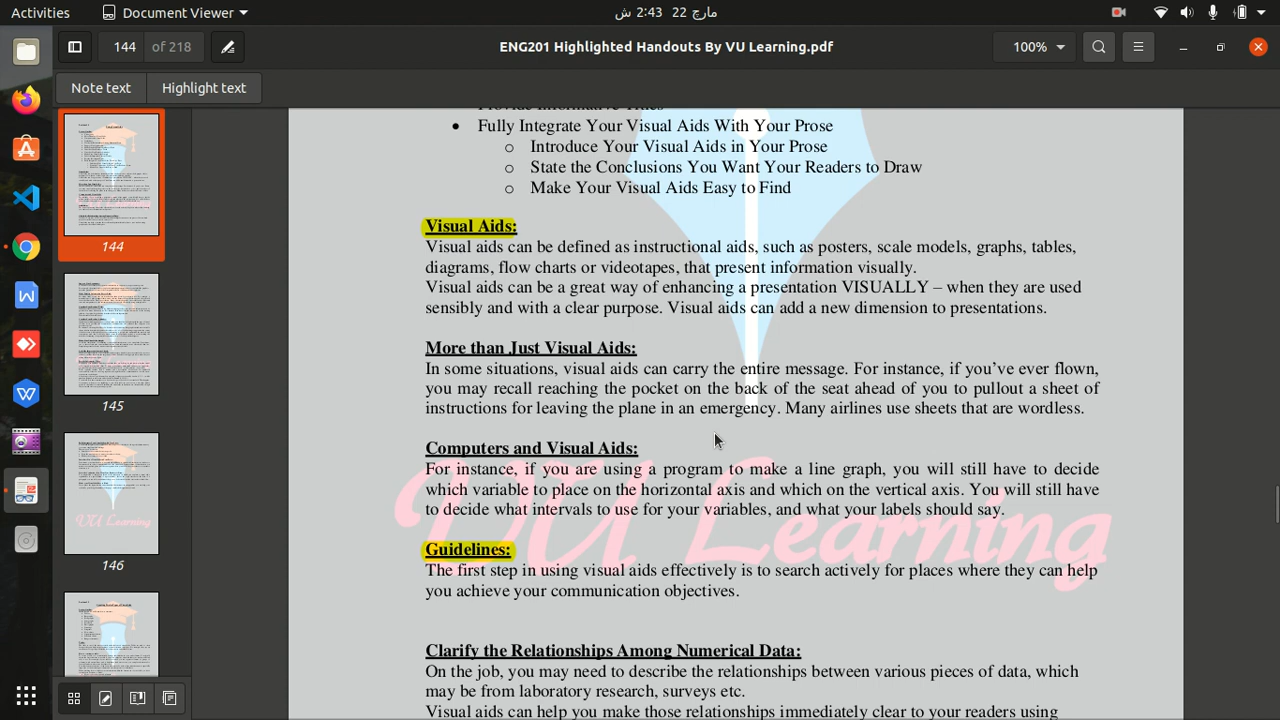 Activities
Document Viewer
مارچ 22  2:43 ش
144
of 218
ENG201 Highlighted Handouts By VU Learning.pdf
100%
Note text
Highlight text
Provide Informative Titles
• Fully Integrate Your Visual Aids With Your Prose
o Introduce Your Visual Aids in Your Prose
o State the Conclusions You Want Your Readers to Draw
o Make Your Visual Aids Easy to Find
Visual Aids:
Visual aids can be defined as instructional aids, such as posters, scale models, graphs, tables,
diagrams, flow charts or videotapes, that present information visually.
Visual aids can be a great way of enhancing a presentation VISUALLY – when they are used
sensibly and with a clear purpose. Visual aids can add a new dimension to presentations.
More than Just Visual Aids:
In some situations, visual aids can carry the entire message. For instance, if you've ever flown,
you may recall reaching the pocket on the back of the seat ahead of you to pullout a sheet of
instructions for leaving the plane in an emergency. Many airlines use sheets that are wordless.
Computers and Visual Aids:
For instance, if you are using a program to make a line graph, you will still have to decide
which variable to place on the horizontal axis and which on the vertical axis. You will still have
to decide what intervals to use for your variables, and what your labels should say.
Guidelines:
The first step in using visual aids effectively is to search actively for places where they can help
you achieve your communication objectives.
Clarify the Relationships Among Numerical Data
On the job, you may need to describe the relationships between various pieces of data, which
may be from laboratory research, surveys etc.
Visual aids can help you make those relationships immediately clear to your readers using
VU Learning
144
145
146
VU Learning